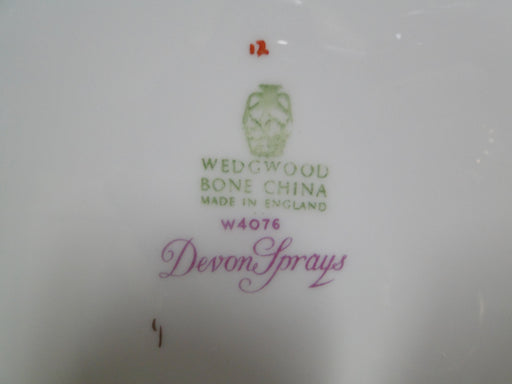 12
WEDGWOOD
BONE CHINA
MADE IN ENGLAND
W4076
Devon Sprays